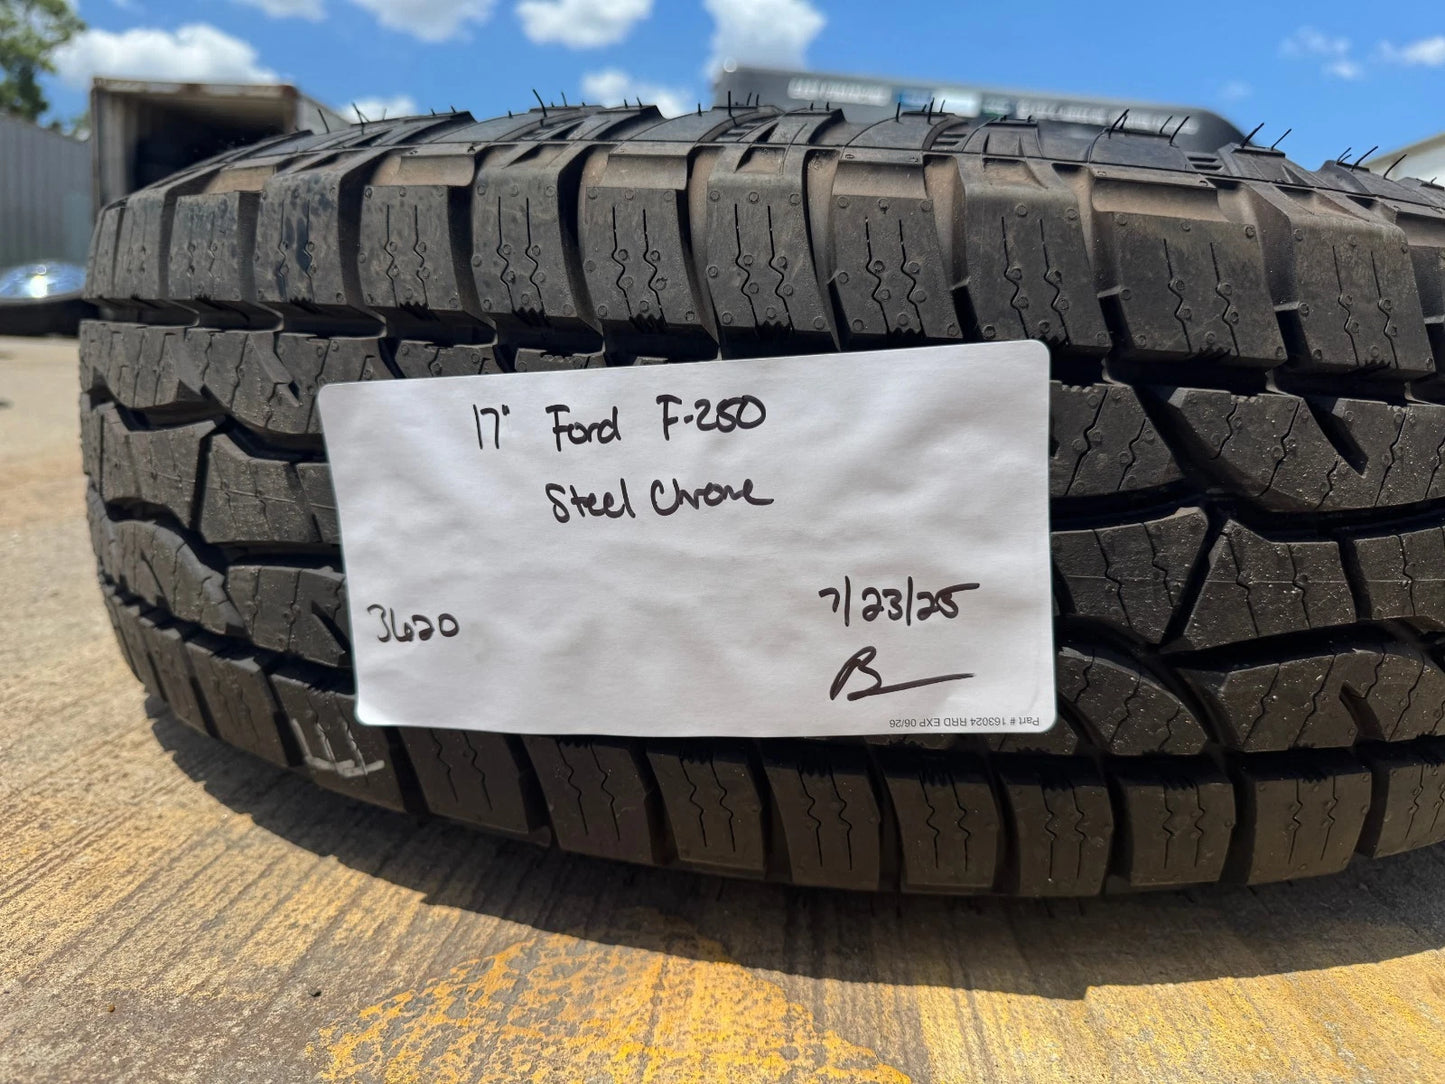 17" Ford F-250
Steel Chrome
3620
7/23/25
Part # 163024 RRD EXP 06/26